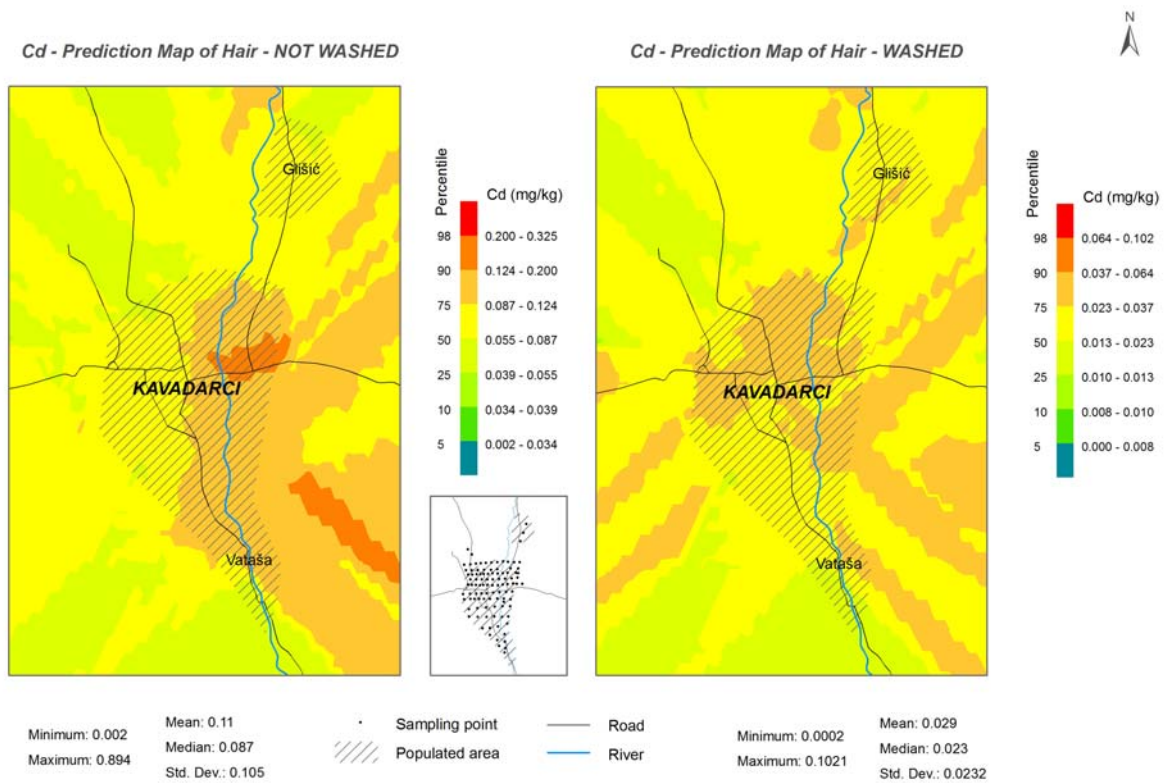 N
Cd - Prediction Map of Hair - NOT WASHED
Cd - Prediction Map of Hair - WASHED
Glišić
KAVADARCI
Vataša
Percentile
Cd (mg/kg)
98
0.200 - 0.325
90
0.124 - 0.200
75
0.087 - 0.124
50
0.055 - 0.087
25
0.039 - 0.055
10
0.034 - 0.039
5
0.002 - 0.034
Glišić
KAVADARCI
Vataša
Percentile
Cd (mg/kg)
98
0.064 - 0.102
90
0.037 - 0.064
75
0.023 - 0.037
50
0.013 - 0.023
25
0.010 - 0.013
10
0.008 - 0.010
5
0.000 - 0.008
Minimum: 0.002
Maximum: 0.894
Mean: 0.11
Median: 0.087
Std. Dev.: 0.105
Sampling point
Populated area
Road
River
Minimum: 0.0002
Maximum: 0.1021
Mean: 0.029
Median: 0.023
Std. Dev.: 0.0232